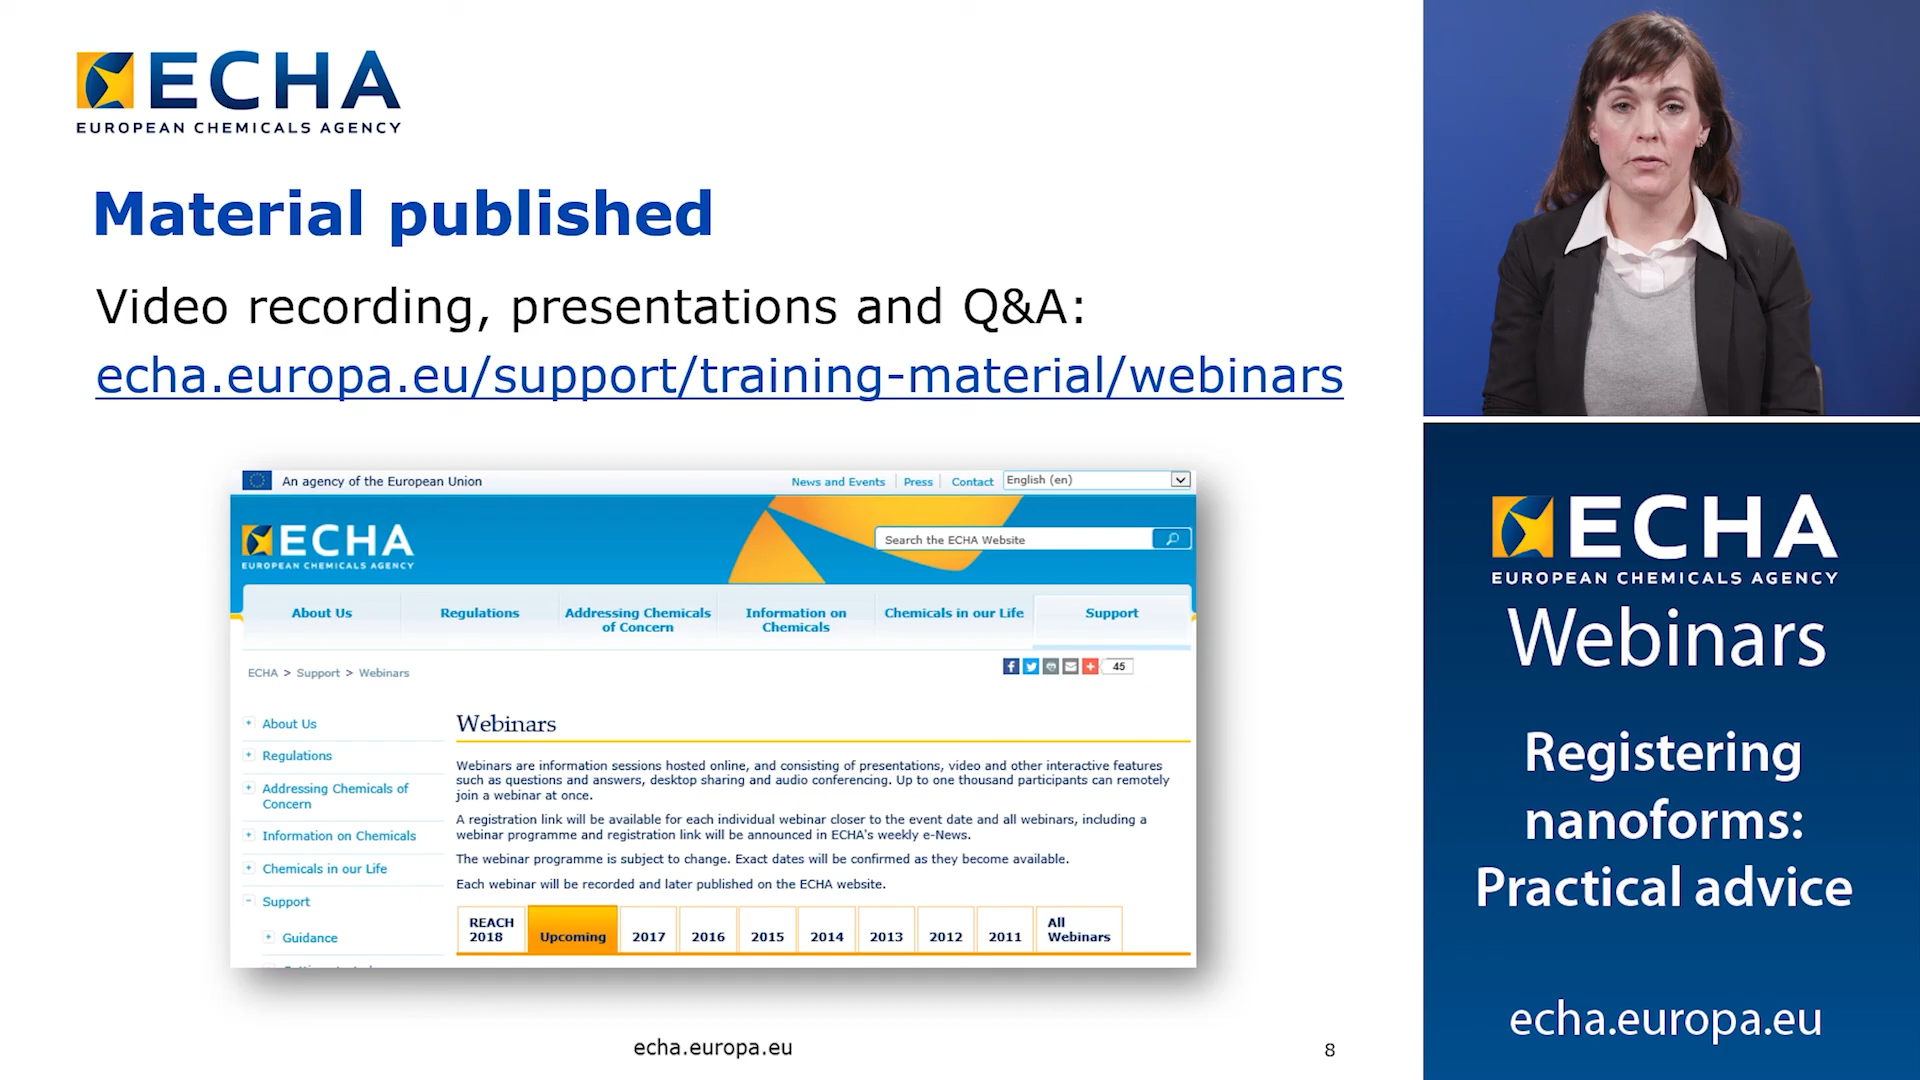 ECHA
EUROPEAN CHEMICALS AGENCY
Material published
Video recording, presentations and Q&A:
echa.europa.eu/support/training-material/webinars
An agency of the European Union
News and Events
Press
Contact
English (en)
ECHA
EUROPEAN CHEMICALS AGENCY
Search the ECHA Website
About Us
Regulations
Addressing Chemicals
of Concern
Information on
Chemicals
Chemicals in our Life
Support
ECHA > Support > Webinars
45
About Us
Regulations
Addressing Chemicals of
Concern
Information on Chemicals
Chemicals in our Life
Support
Guidance
Webinars
Webinars are information sessions hosted online, and consisting of presentations, video and other interactive features
such as questions and answers, desktop sharing and audio conferencing. Up to one thousand participants can remotely
join a webinar at once.
A registration link will be available for each individual webinar closer to the event date and all webinars, including a
webinar programme and registration link will be announced in ECHA's weekly e-News.
The webinar programme is subject to change. Exact dates will be confirmed as they become available.
Each webinar will be recorded and later published on the ECHA website.
REACH
2018
Upcoming
2017
2016
2015
2014
2013
2012
2011
All
Webinars
echa.europa.eu
8
ECHA
EUROPEAN CHEMICALS AGENCY
Webinars
Registering
nanoforms:
Practical advice
echa.europa.eu